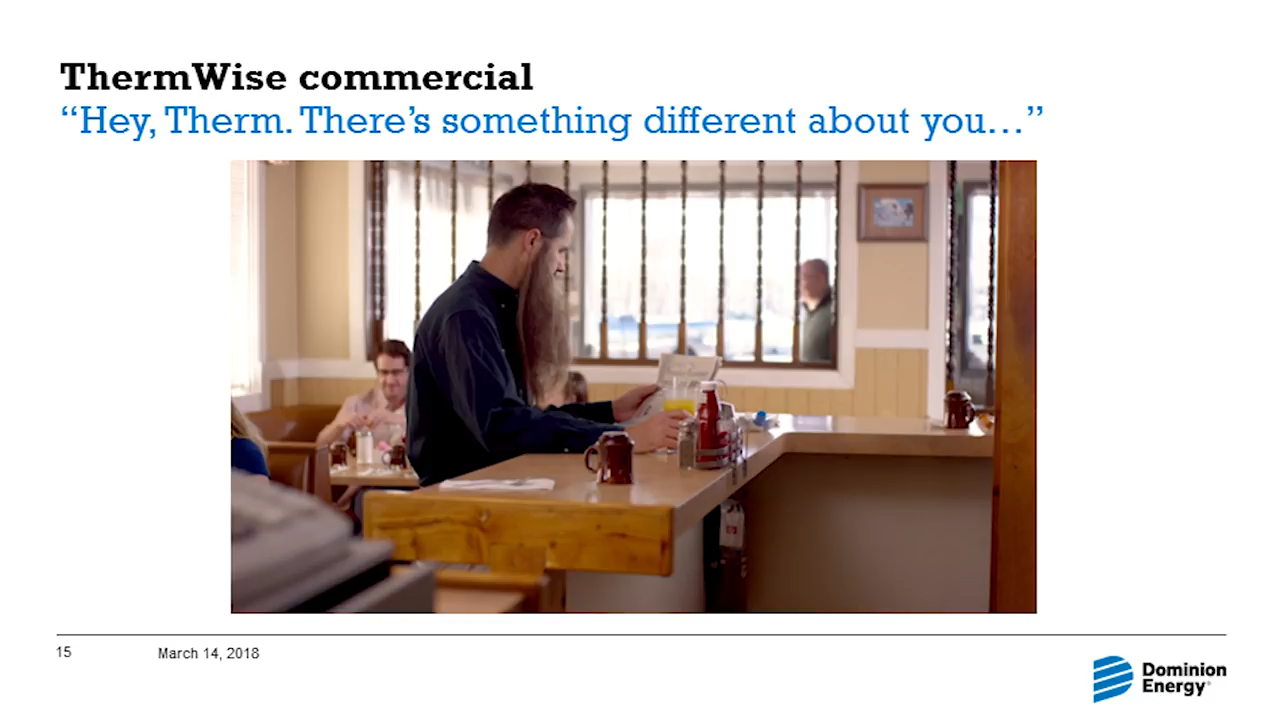 ThermWise commercial
“Hey, Therm. There’s something different about you…”
15 March 14, 2018
Dominion
Energy®